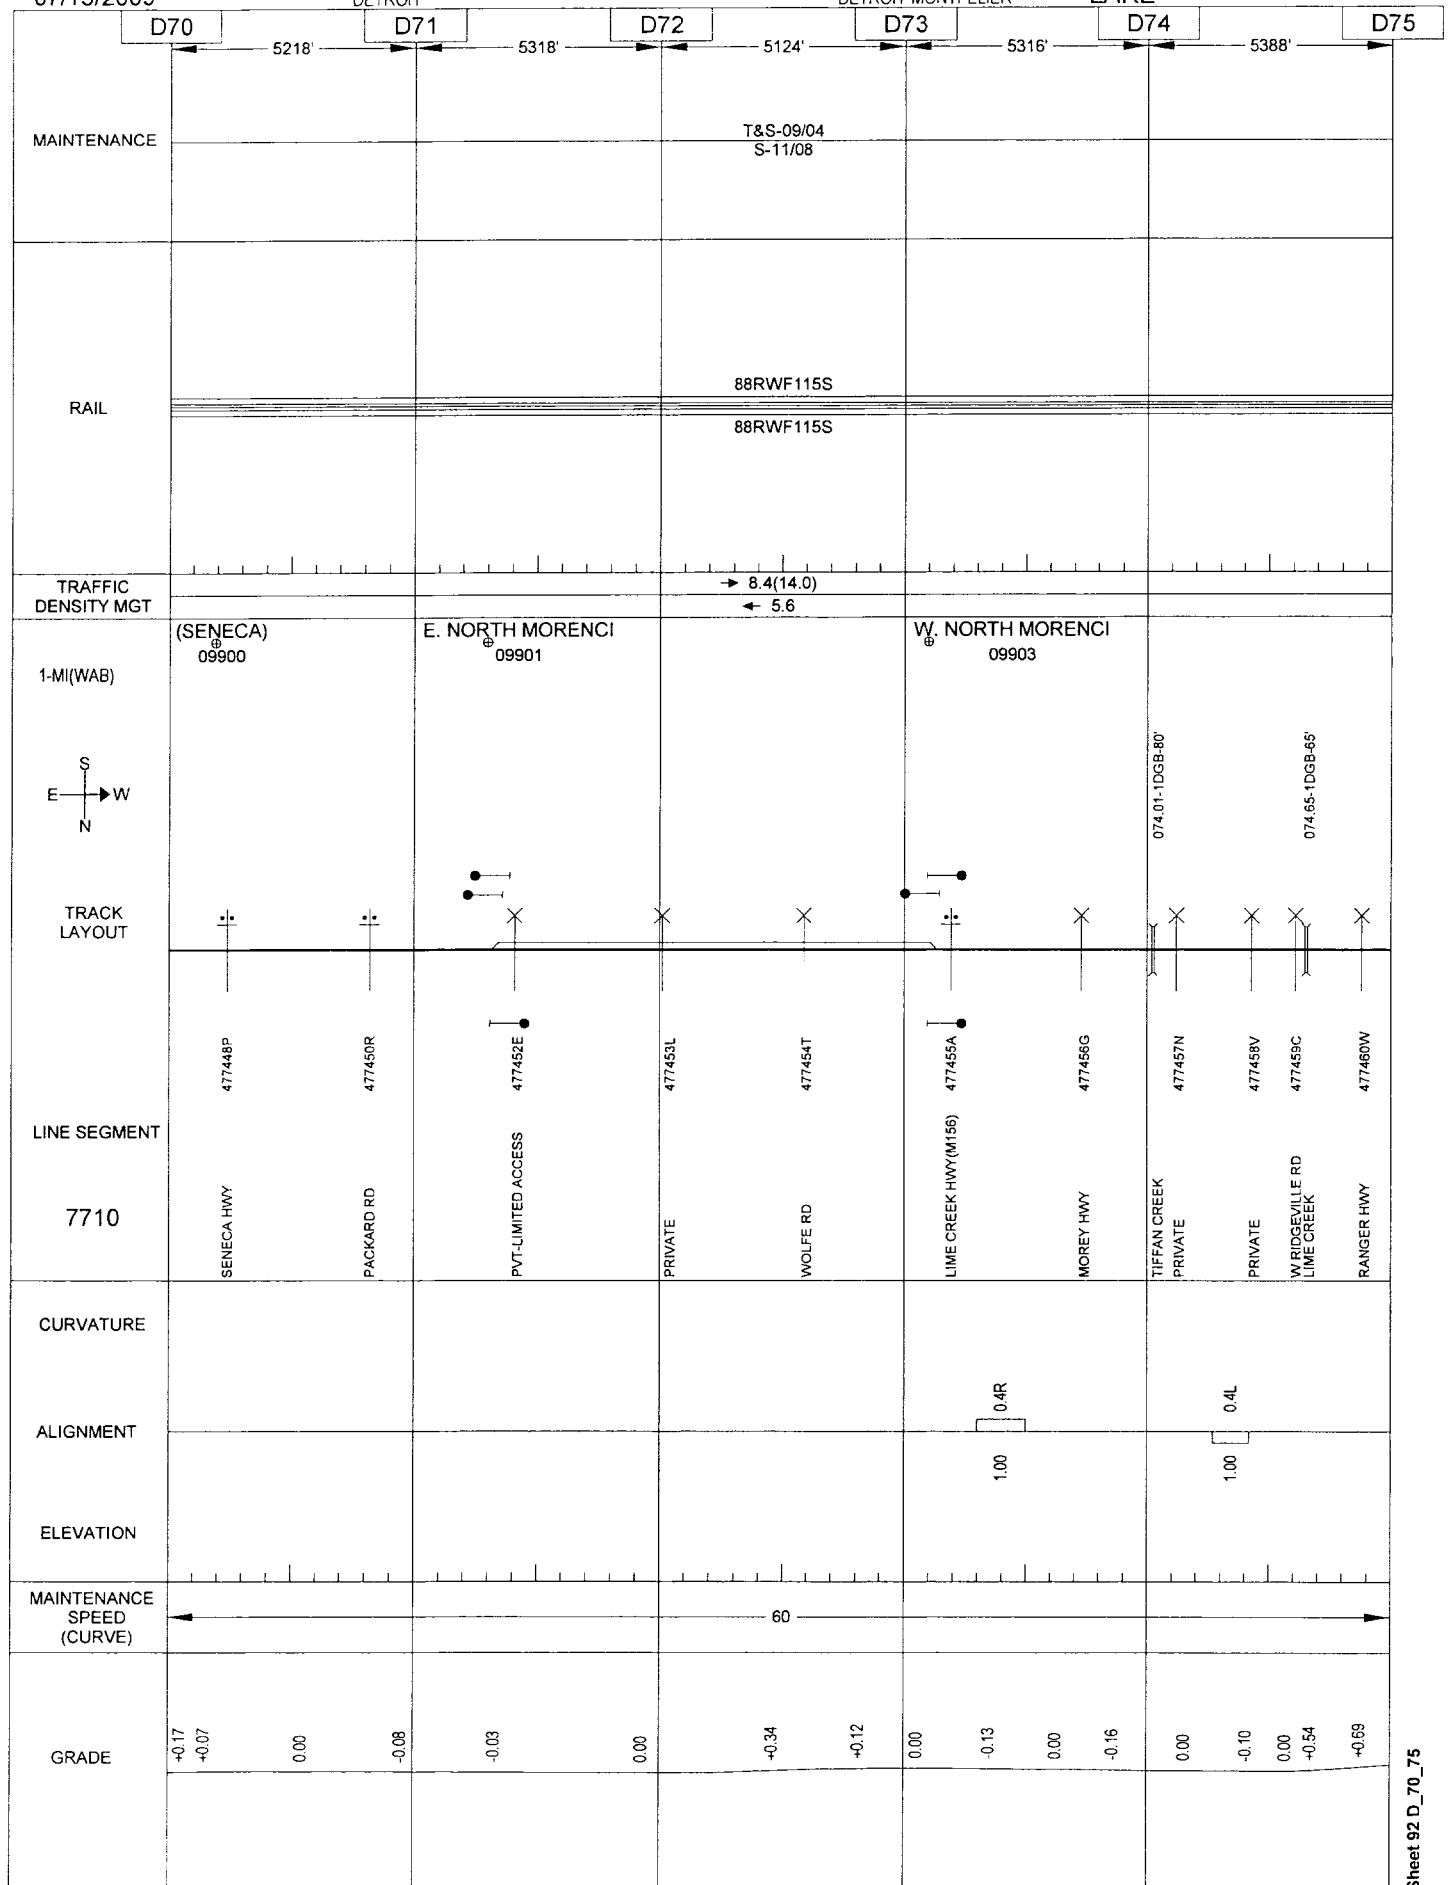 D70 D71 D72 D73 D74 D75
5218' 5318' 5124' 5316' 5388'
MAINTENANCE
T&S-09/04
S-11/08
RAIL
88RWF115S
88RWF115S
TRAFFIC
DENSITY MGT
8.4(14.0)
5.6
(SENECA)
09900
E. NORTH MORENCI
09901
W. NORTH MORENCI
09903
1-MI(WAB)
S
E W
N
074.01-1DGB-80'
074.65-1DGB-65'
TRACK
LAYOUT
477448P
477450R
477452E
477453L
477454T
477455A
477456G
477457N
477458V
477459C
477460W
LINE SEGMENT
7710
SENECA HWY
PACKARD RD
PVT-LIMITED ACCESS
PRIVATE
WOLFE RD
LIME CREEK HWY(M156)
MOREY HWY
TIFFAN CREEK
PRIVATE
PRIVATE
W RIDGEVILLE RD
LIME CREEK
RANGER HWY
CURVATURE
ALIGNMENT
0.4R
1.00
0.4L
1.00
ELEVATION
MAINTENANCE
SPEED
(CURVE)
60
GRADE
+0.17
+0.07
0.00
-0.08
-0.03
0.00
+0.34
+0.12
0.00
-0.13
0.00
-0.16
0.00
-0.10
0.00
+0.54
+0.69
Sheet 92 D_70_75